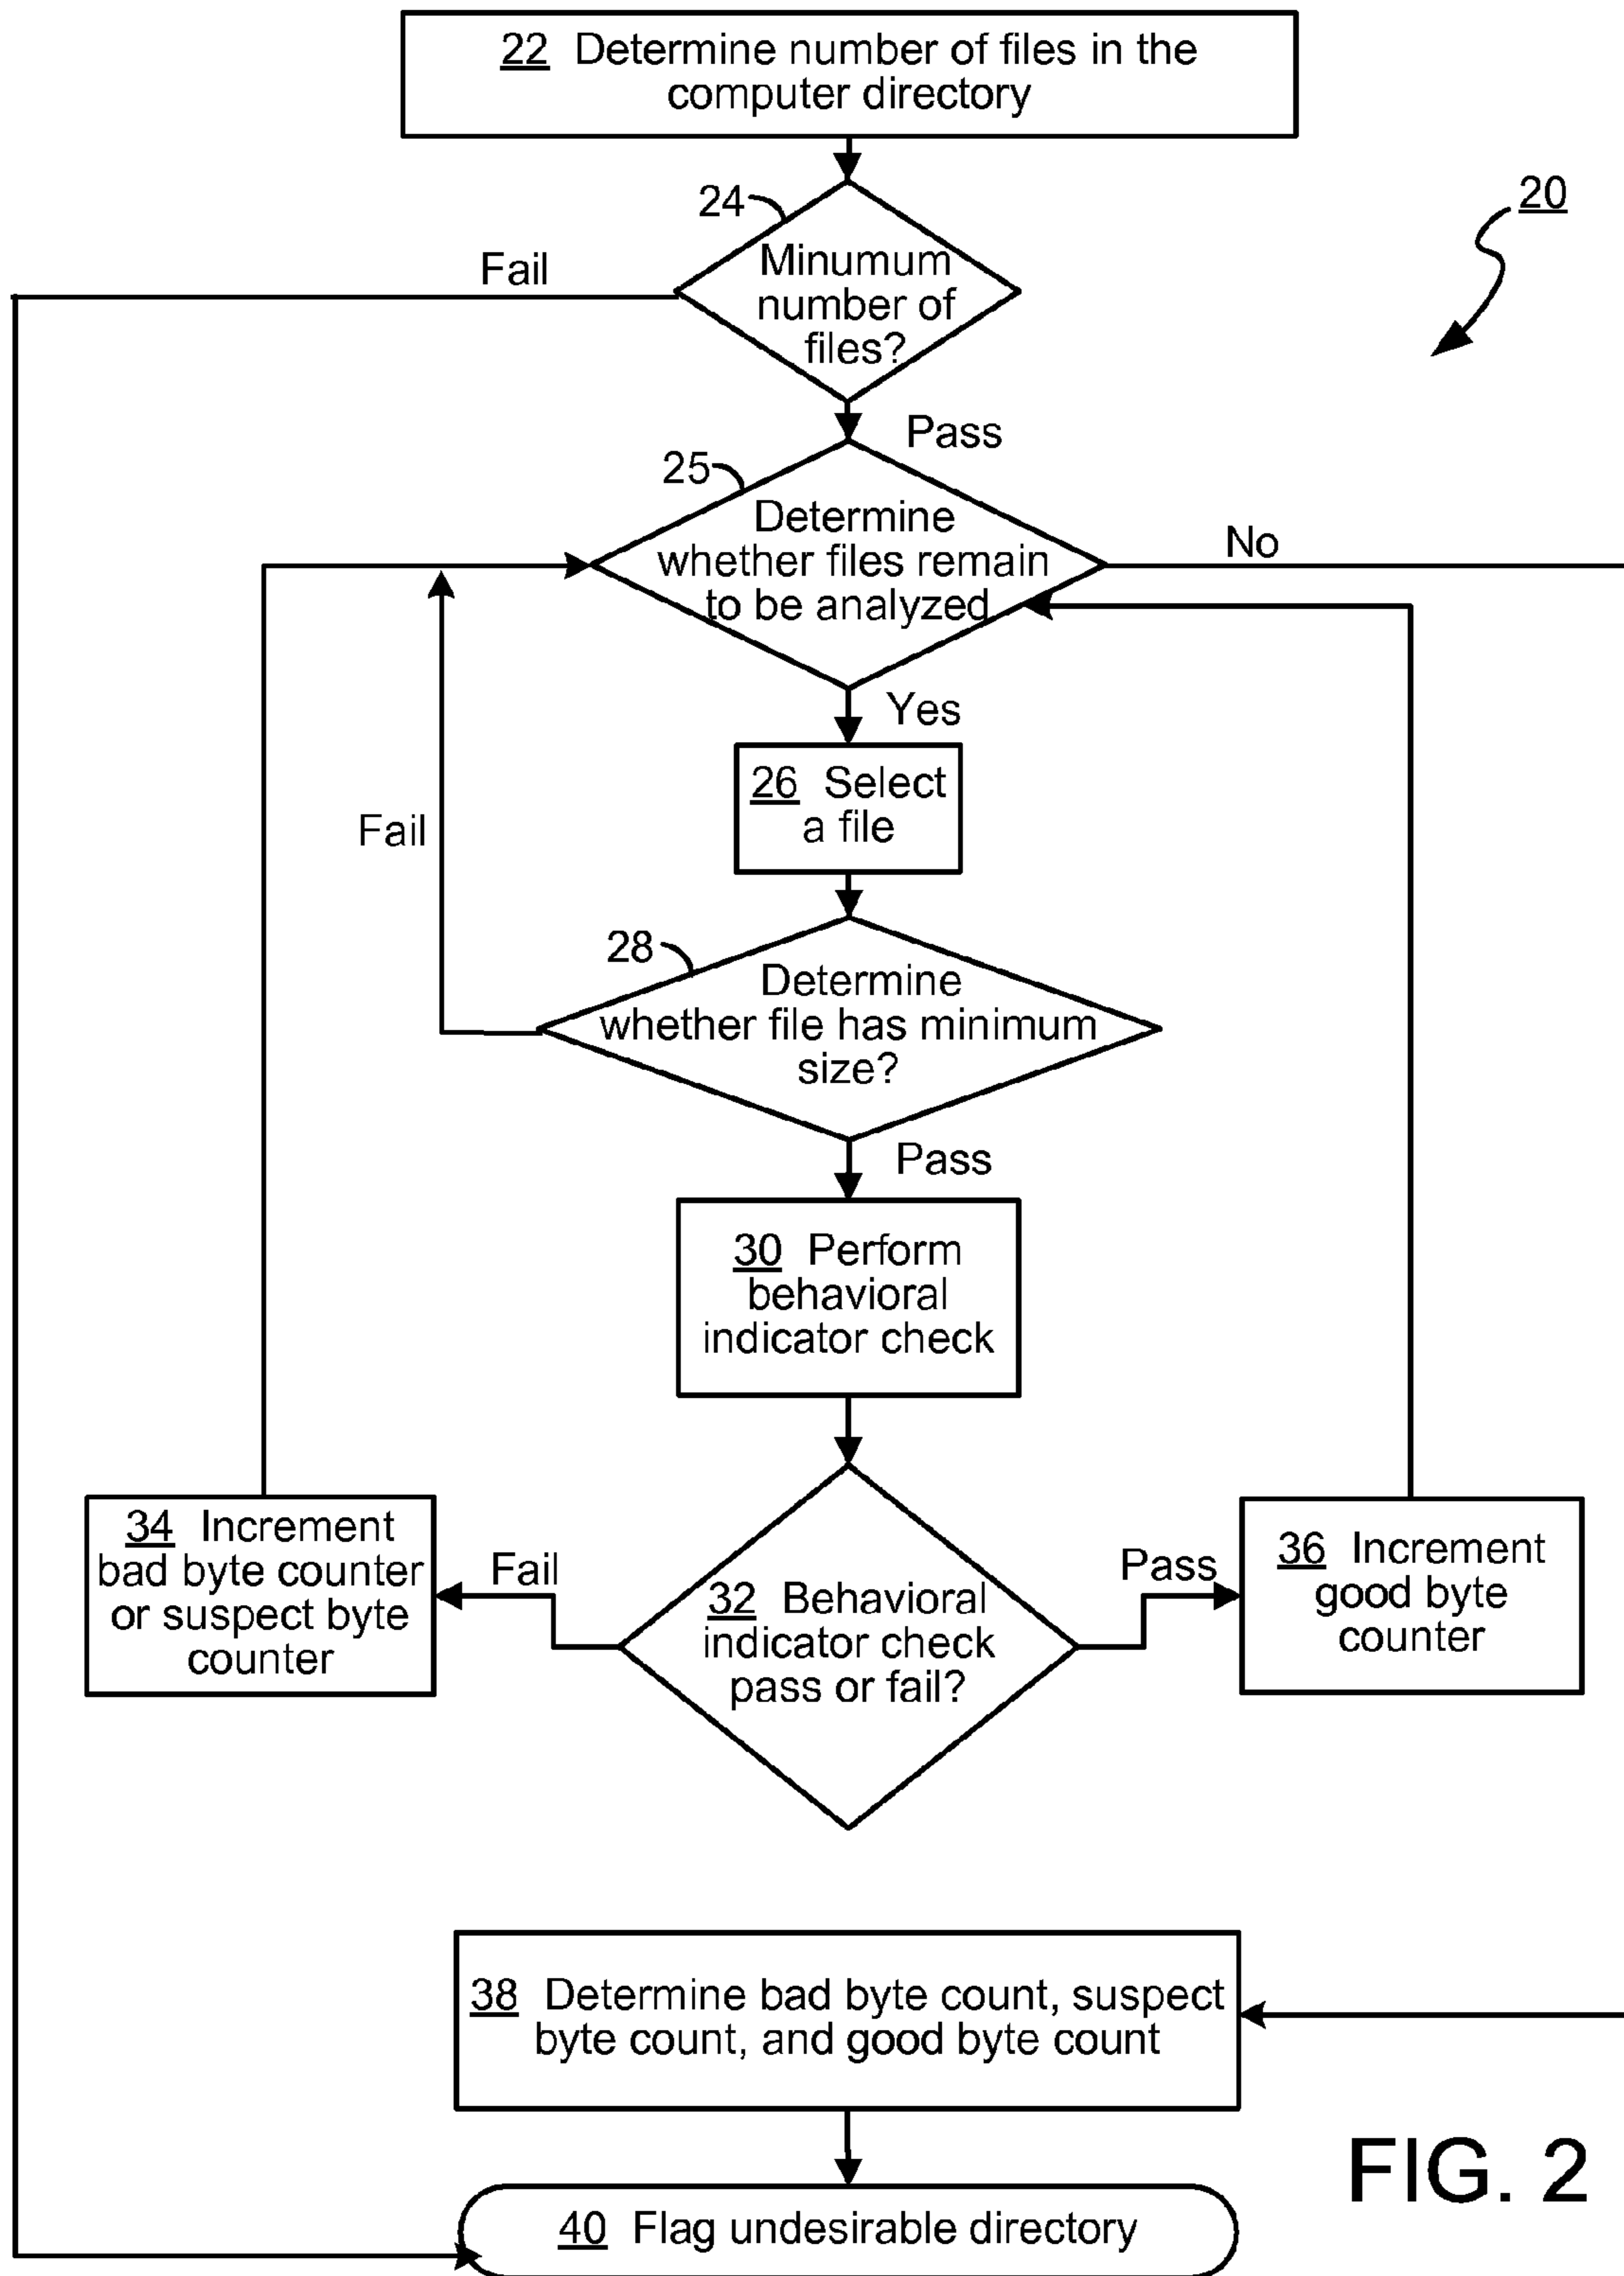 22 Determine number of files in the
computer directory
24
20
Minumum
number of
files?
Fail
Pass
25
Determine
whether files remain
to be analyzed
No
Yes
26 Select
a file
Fail
28
Determine
whether file has minimum
size?
Pass
30 Perform
behavioral
indicator check
34 Increment
bad byte counter
or suspect byte
counter
Fail
32 Behavioral
indicator check
pass or fail?
Pass
36 Increment
good byte
counter
38 Determine bad byte count, suspect
byte count, and good byte count
FIG. 2
40 Flag undesirable directory